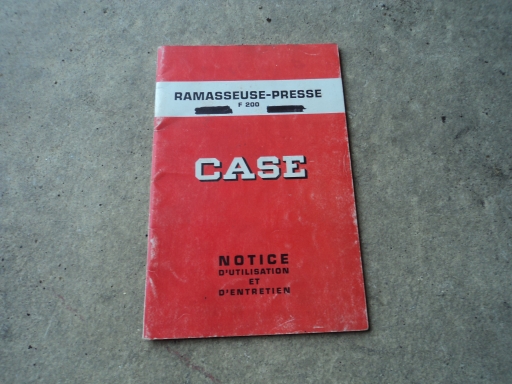 RAMASSEUSE-PRESSE
F 200
CASE
NOTICE
D'UTILISATION
ET
D'ENTRETIEN